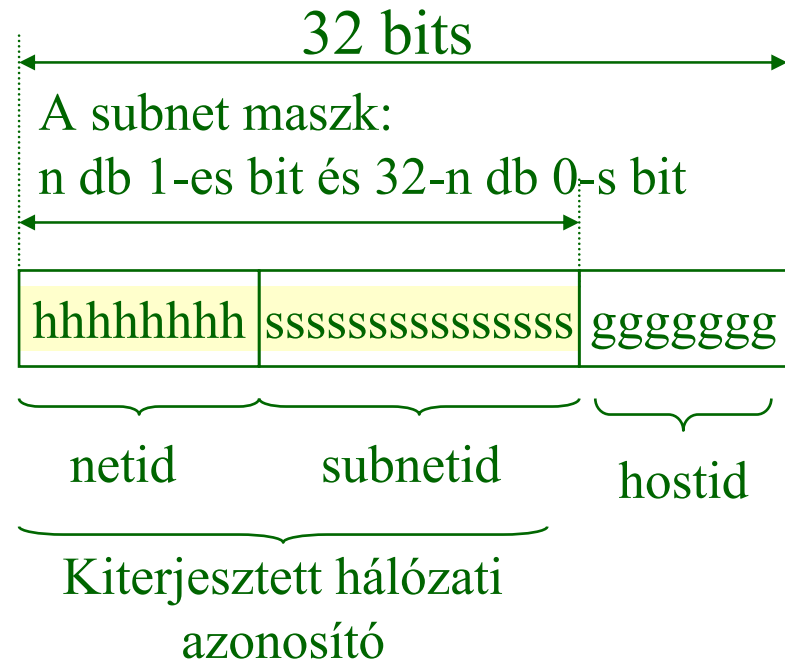 32 bits
A subnet maszk:
n db 1-es bit és 32-n db 0-s bit
hhhhhhhh sssssssssssssss ggggggg
netid subnetid hostid
Kiterjesztett hálózati
azonosító